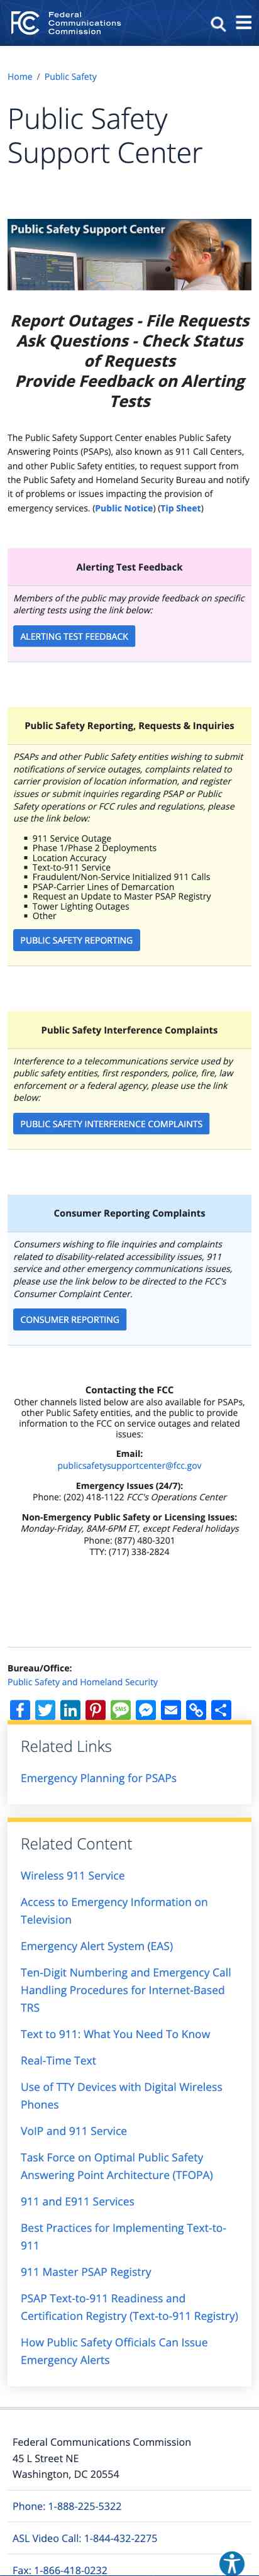 Federal
Communications
Commission
Home / Public Safety
Public Safety
Support Center
Public Safety Support Center
Report Outages - File Requests
Ask Questions - Check Status
of Requests
Provide Feedback on Alerting
Tests
The Public Safety Support Center enables Public Safety
Answering Points (PSAPs), also known as 911 Call Centers,
and other Public Safety entities, to request support from
the Public Safety and Homeland Security Bureau and notify
it of problems or issues impacting the provision of
emergency services. (Public Notice) (Tip Sheet)
Alerting Test Feedback
Members of the public may provide feedback on specific
alerting tests using the link below:
ALERTING TEST FEEDBACK
Public Safety Reporting, Requests & Inquiries
PSAPs and other Public Safety entities wishing to submit
notifications of service outages, complaints related to
carrier provision of location information, and register
issues or submit inquiries regarding PSAP or Public
Safety operations or FCC rules and regulations, please
use the link below:
911 Service Outage
Phase 1/Phase 2 Deployments
Location Accuracy
Text-to-911 Service
Fraudulent/Non-Service Initialized 911 Calls
PSAP-Carrier Lines of Demarcation
Request an Update to Master PSAP Registry
Tower Lighting Outages
Other
PUBLIC SAFETY REPORTING
Public Safety Interference Complaints
Interference to a telecommunications service used by
public safety entities, first responders, police, fire, law
enforcement or a federal agency, please use the link
below:
PUBLIC SAFETY INTERFERENCE COMPLAINTS
Consumer Reporting Complaints
Consumers wishing to file inquiries and complaints
related to disability-related accessibility issues, 911
service and other emergency communications issues,
please use the link below to be directed to the FCC's
Consumer Complaint Center.
CONSUMER REPORTING
Contacting the FCC
Other channels listed below are also available for PSAPs,
other Public Safety entities, and the public to provide
information to the FCC on service outages and related
issues:
Email:
publicsafetysupportcenter@fcc.gov
Emergency Issues (24/7):
Phone: (202) 418-1122 FCC's Operations Center
Non-Emergency Public Safety or Licensing Issues:
Monday-Friday, 8AM-6PM ET, except Federal holidays
Phone: (877) 480-3201
TTY: (717) 338-2824
Bureau/Office:
Public Safety and Homeland Security
SMS
Related Links
Emergency Planning for PSAPs
Related Content
Wireless 911 Service
Access to Emergency Information on
Television
Emergency Alert System (EAS)
Ten-Digit Numbering and Emergency Call
Handling Procedures for Internet-Based
TRS
Text to 911: What You Need To Know
Real-Time Text
Use of TTY Devices with Digital Wireless
Phones
VoIP and 911 Service
Task Force on Optimal Public Safety
Answering Point Architecture (TFOPA)
911 and E911 Services
Best Practices for Implementing Text-to-
911
911 Master PSAP Registry
PSAP Text-to-911 Readiness and
Certification Registry (Text-to-911 Registry)
How Public Safety Officials Can Issue
Emergency Alerts
Federal Communications Commission
45 L Street NE
Washington, DC 20554
Phone: 1-888-225-5322
ASL Video Call: 1-844-432-2275
Fax: 1-866-418-0232